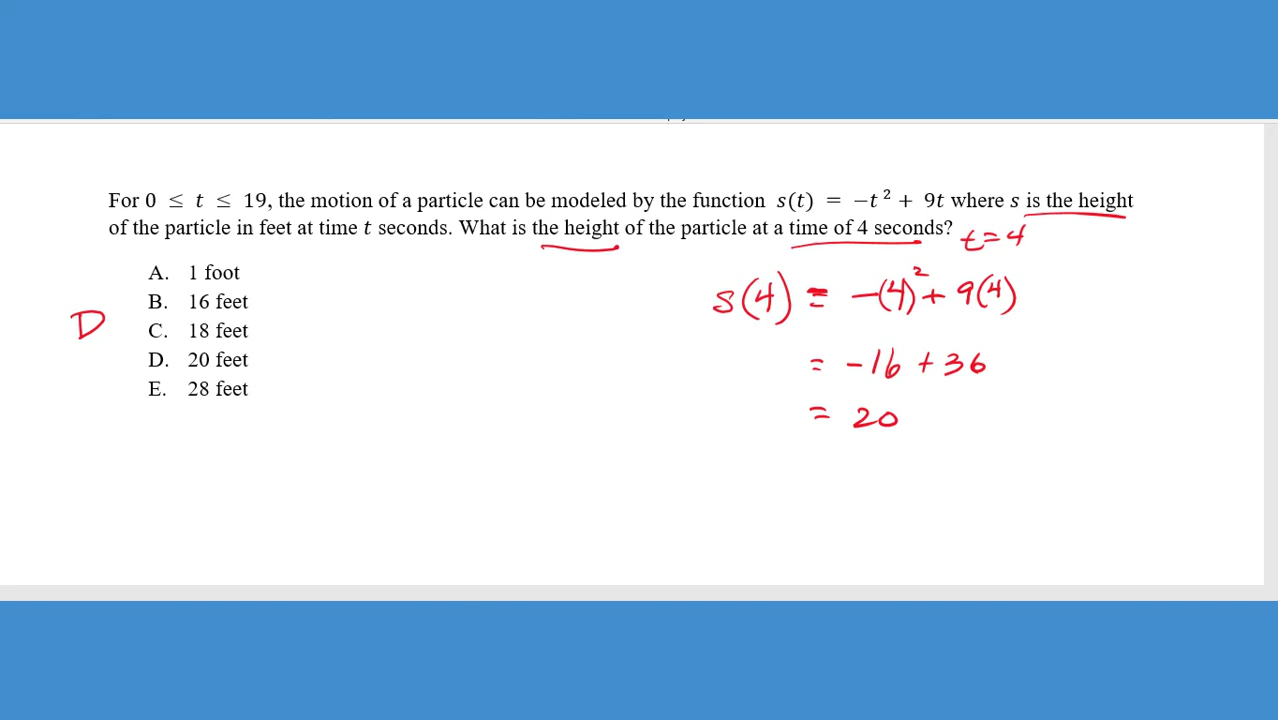 For 0 ≤ t ≤ 19, the motion of a particle can be modeled by the function s(t) = −t² + 9t where s is the height
of the particle in feet at time t seconds. What is the height of the particle at a time of 4 seconds? t=4
A. 1 foot
B. 16 feet
C. 18 feet
D. 20 feet
E. 28 feet
D
s(4) = −(4)² + 9(4)
= −16 + 36
= 20